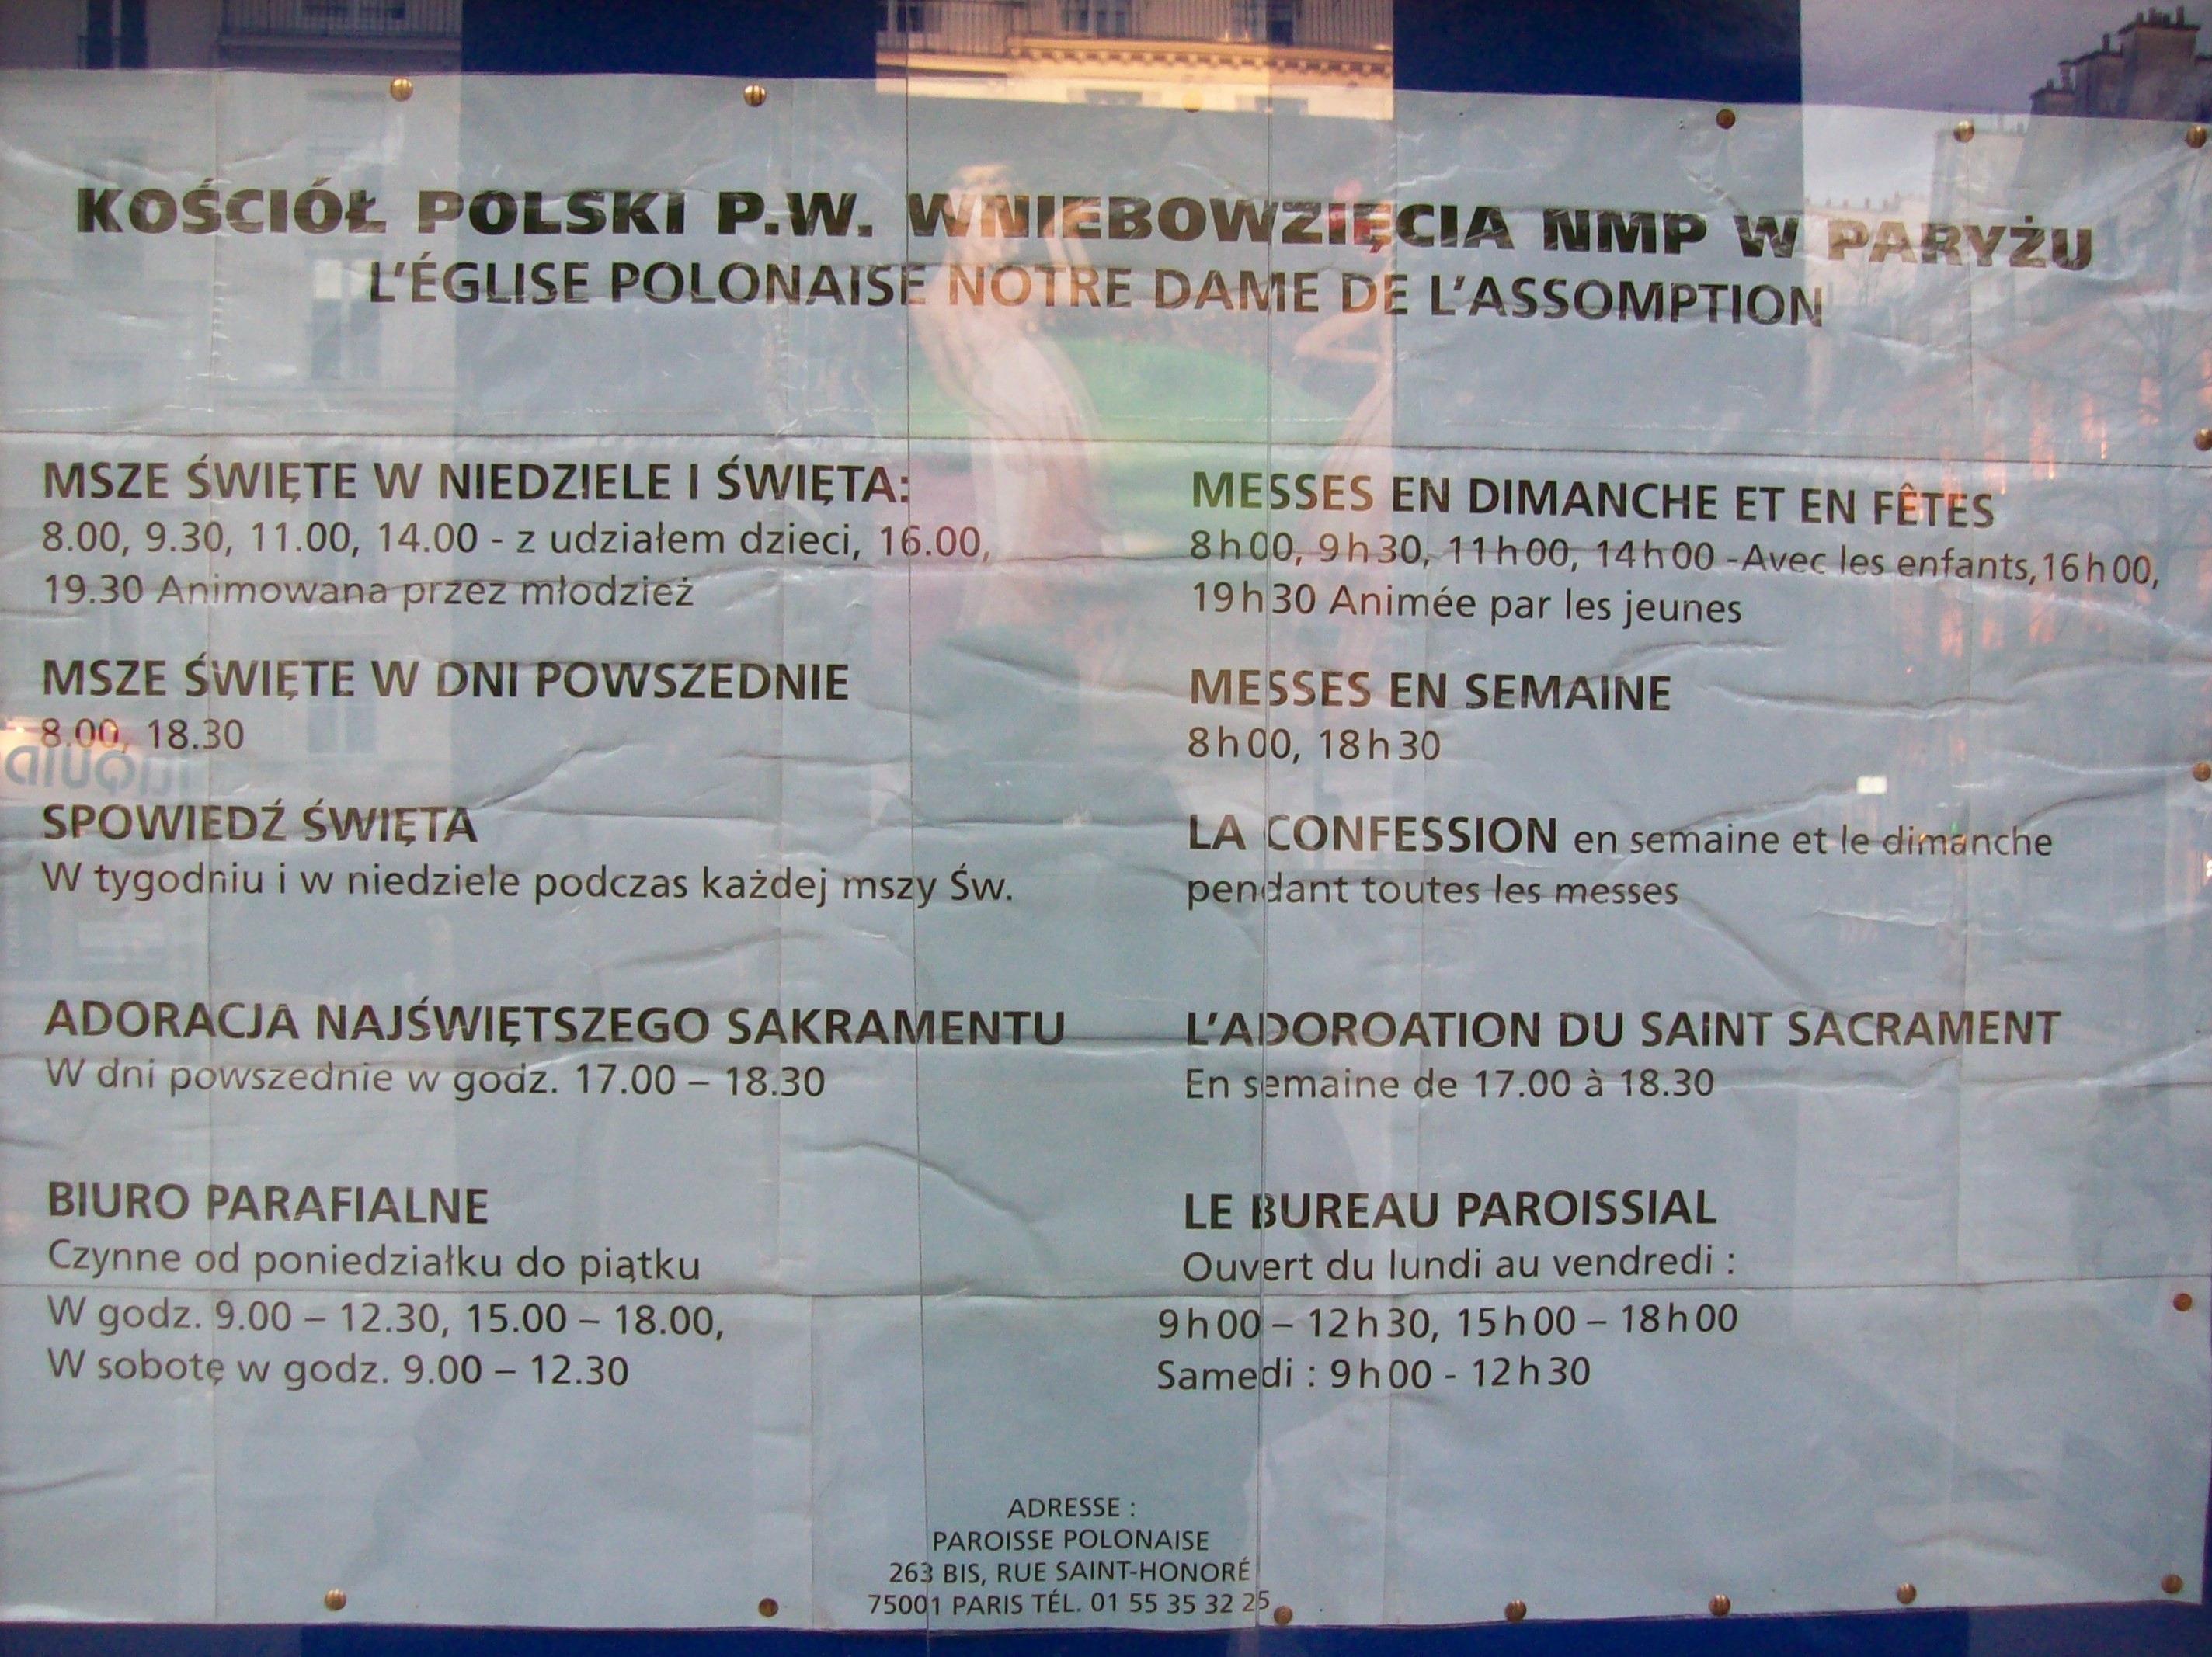 KOŚCIÓŁ POLSKI P.W. WNIEBOWZIĘCIA NMP W PARYŻU
L'ÉGLISE POLONAISE NOTRE DAME DE L'ASSOMPTION
MSZE ŚWIĘTE W NIEDZIELE I ŚWIĘTA:
8.00, 9.30, 11.00, 14.00 - z udziałem dzieci, 16.00,
19.30 Animowana przez młodzież
MSZE ŚWIĘTE W DNI POWSZEDNIE
8.00, 18.30
SPOWIEDŹ ŚWIĘTA
W tygodniu i w niedziele podczas każdej mszy Św.
ADORACJA NAJŚWIĘTSZEGO SAKRAMENTU
W dni powszednie w godz. 17.00 – 18.30
BIURO PARAFIALNE
Czynne od poniedziałku do piątku
W godz. 9.00 – 12.30, 15.00 – 18.00,
W sobotę w godz. 9.00 – 12.30
MESSES EN DIMANCHE ET EN FÊTES
8h00, 9h30, 11h00, 14h00 -Avec les enfants,16h00,
19h30 Animée par les jeunes
MESSES EN SEMAINE
8h00, 18h30
LA CONFESSION en semaine et le dimanche
pendant toutes les messes
L'ADOROATION DU SAINT SACRAMENT
En semaine de 17.00 à 18.30
LE BUREAU PAROISSIAL
Ouvert du lundi au vendredi :
9h00 – 12h30, 15h00 – 18h00
Samedi : 9h00 - 12h30
ADRESSE :
PAROISSE POLONAISE
263 BIS, RUE SAINT-HONORÉ
75001 PARIS TÉL. 01 55 35 32 25